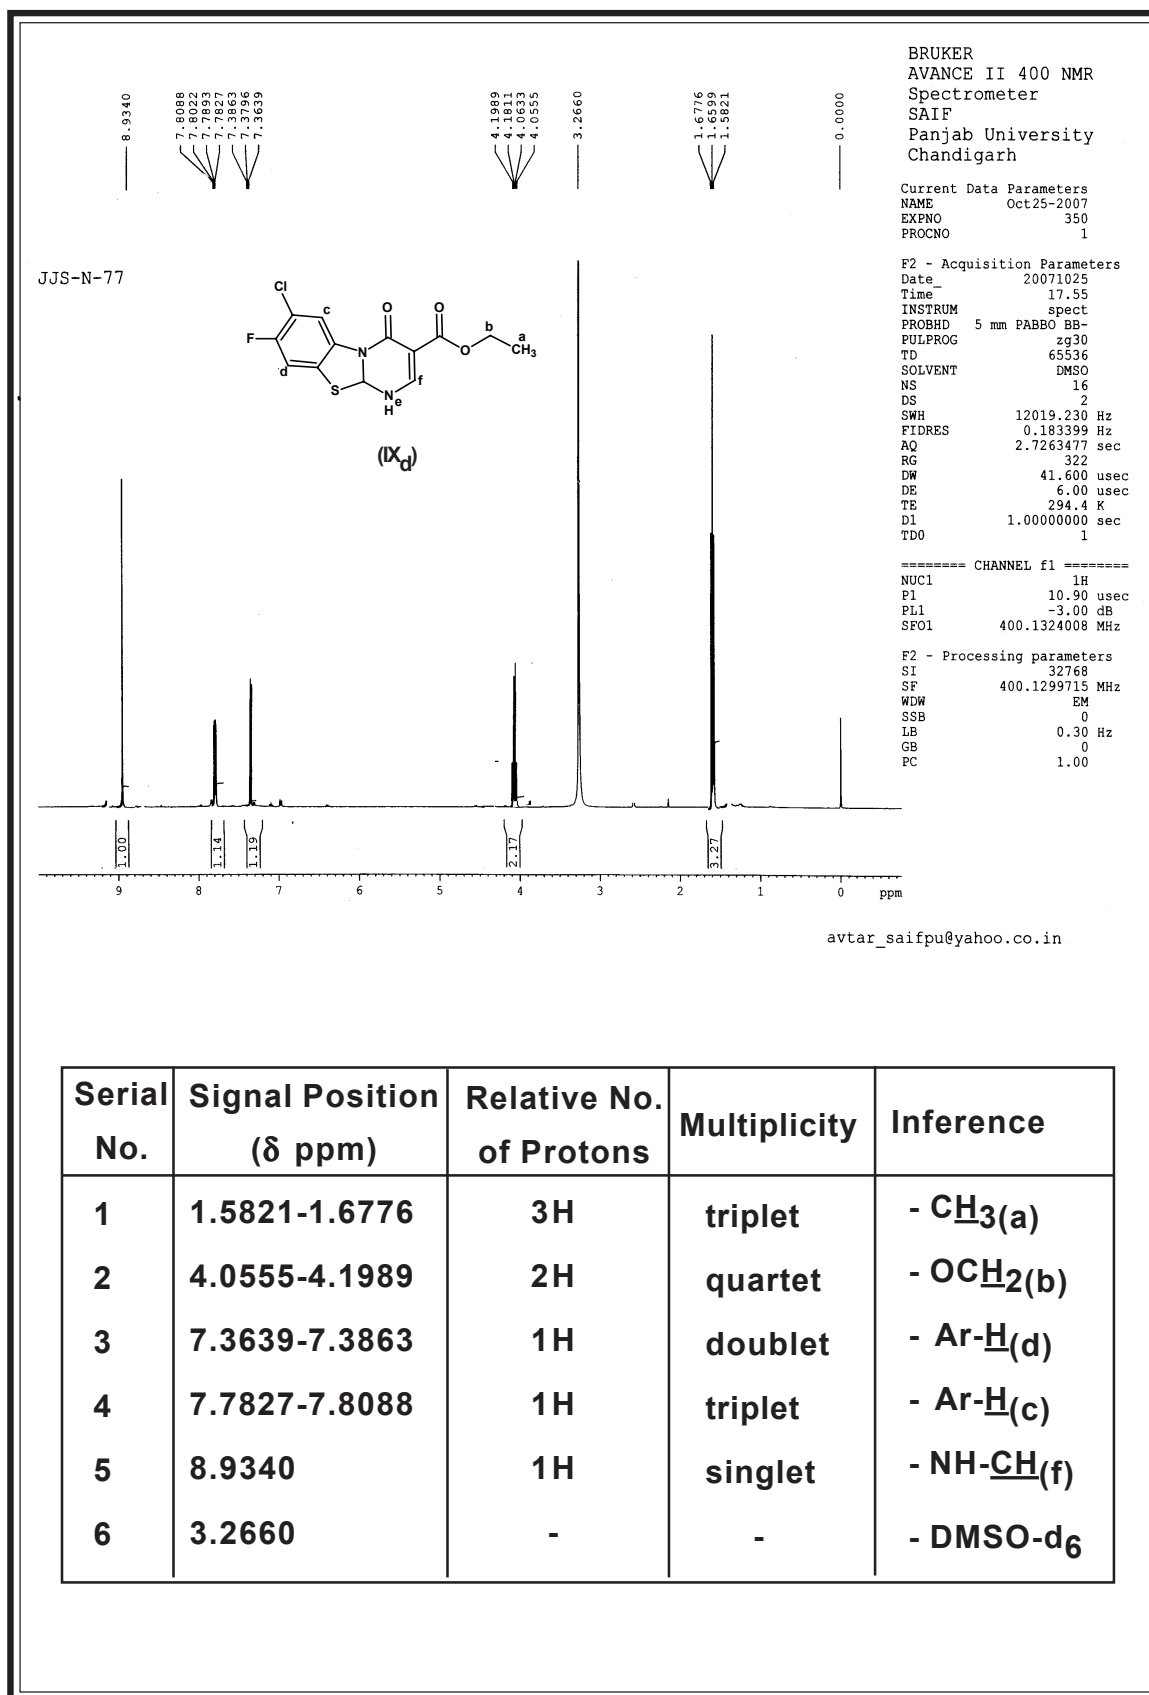 BRUKER
AVANCE II 400 NMR
Spectrometer
SAIF
Panjab University
Chandigarh
8.9340
7.8088
7.8022
7.7893
7.7827
7.3863
7.3796
7.3639
4.1989
4.1811
4.0633
4.0555
3.2660
1.6776
1.6599
1.5821
0.0000
Current Data Parameters
NAME Oct25-2007
EXPNO 350
PROCNO 1
F2 - Acquisition Parameters
Date_ 20071025
Time 17.55
INSTRUM spect
PROBHD 5 mm PABBO BB-
PULPROG zg30
TD 65536
SOLVENT DMSO
NS 16
DS 2
SWH 12019.230 Hz
FIDRES 0.183399 Hz
AQ 2.7263477 sec
RG 322
DW 41.600 usec
DE 6.00 usec
TE 294.4 K
D1 1.00000000 sec
TD0 1
======== CHANNEL f1 ========
NUC1 1H
P1 10.90 usec
PL1 -3.00 dB
SFO1 400.1324008 MHz
F2 - Processing parameters
SI 32768
SF 400.1299715 MHz
WDW EM
SSB 0
LB 0.30 Hz
GB 0
PC 1.00
JJS-N-77
Cl c O O b a
F N O CH3
d S N e f
H
(IXd)
1.00 1.14 1.19 2.17 3.27
9 8 7 6 5 4 3 2 1 0 ppm
avtar_saifpu@yahoo.co.in
Serial No. Signal Position (δ ppm) Relative No. of Protons Multiplicity Inference
1 1.5821-1.6776 3H triplet - CH3(a)
2 4.0555-4.1989 2H quartet - OCH2(b)
3 7.3639-7.3863 1H doublet - Ar-H(d)
4 7.7827-7.8088 1H triplet - Ar-H(c)
5 8.9340 1H singlet - NH-CH(f)
6 3.2660 - - - DMSO-d6